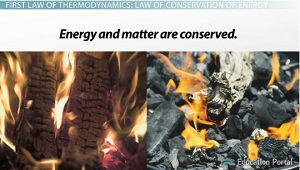 FIRST LAW OF THERMODYNAMICS: LAW OF CONSERVATION OF ENERGY
Energy and matter are conserved.
Education Portal